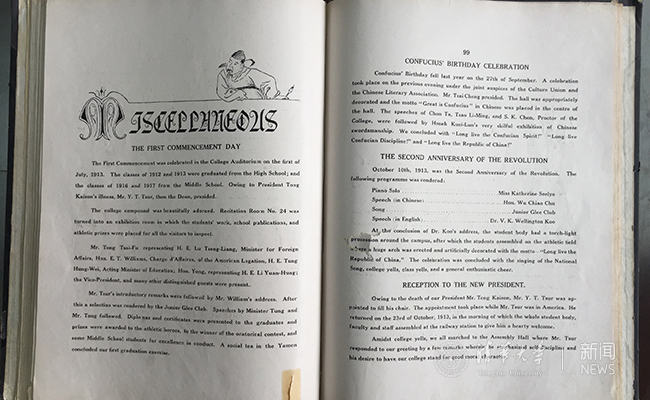 MISCELLANEOUS
THE FIRST COMMENCEMENT DAY
The First Commencement was celebrated in the College Auditorium on the first of
July, 1913. The classes of 1912 and 1913 were graduated from the High School; and
the classes of 1916 and 1917 from the Middle School. Owing to President Tong
Kaison's illness, Mr. Y. T. Tsur, then the Dean, presided.
The college compound was beautifully adorned. Recitation Room No. 24 was
turned into an exhibition room in which the students' work, school publications, and
athletic prizes were placed for all the visitors to inspect.
Mr. Tong Tsai-Fu representing H. E. Lu Tseng-Liang, Minister for Foreign
Affairs, Hon. E. T. Williams, Charge d'Affaires, of the American Legation, H. E. Tung
Hung-Wei, Acting Minister of Education, Hon. Yong, representing H. E. Li Yuan-Hung;
the Vice-President, and many other distinguished guests were present.
Mr. Tsur's introductory remarks were followed by Mr. William's address. After
this a selection was rendered by the Junior Glee Club. Speeches by Minister Tung and
Mr. Tong followed. Diplomas and certificates were presented to the graduates and
prizes were awarded to the athletic heroes, to the winner of the oratorical contest, and
some Middle School students for excellence in conduct. A social tea in the Yamen
concluded our first graduation exercise.
99
CONFUCIUS' BIRTHDAY CELEBRATION
Confucius' Birthday fell last year on the 27th of September. A celebration
took place on the previous evening under the joint auspices of the Culture Union and
the Chinese Literary Association. Mr. Tsai Cheng presided. The hall was appropriately
decorated and the motto "Great is Confucius" in Chinese was placed in the centre of
the hall. The speeches of Chen Ta, Tsao Li-Ming, and S. K. Chen, Proctor of the
College, were followed by Hsueh Kuei-Lun's very skilful exhibition of Chinese
swordsmanship. We concluded with "Long live the Confucian Spirit!" "Long live
Confucian Discipline!" and "Long live the Republic of China!"
THE SECOND ANNIVERSARY OF THE REVOLUTION
October 10th, 1913, was the Second Anniversary of the Revolution. The
following programme was rendered:
Piano Solo Miss Katherine Seelye
Speech (in Chinese) Hon. Wu Chiao Chu
Song Junior Glee Club
Speech (in English) Dr. V. K. Wellington Koo
At the conclusion of Dr. Koo's address, the student body had a torch-light
procession around the campus, after which the students assembled on the athletic field
where a huge arch was erected and artificially decorated with the motto "Long live the
Republic of China." The celebration was concluded with the singing of the National
Song, college yells, class yells, and a general enthusiastic cheer.
RECEPTION TO THE NEW PRESIDENT.
Owing to the death of our President Mr. Tong Kaison, Mr. Y. T. Tsur was ap-
pointed to fill his chair. The appointment took place while Mr. Tsur was in America. He
returned on the 23rd of October, 1913, in the morning of which the whole student body,
faculty and staff assembled at the railway station to give him a hearty welcome.
Amidst college yells, we all marched to the Assembly Hall where Mr. Tsur
responded to our greeting by a few remarks wherein he emphasized self-discipline and
his desire to have our college stand for good moral character.
清华大学
Tsinghua University
新闻
NEWS